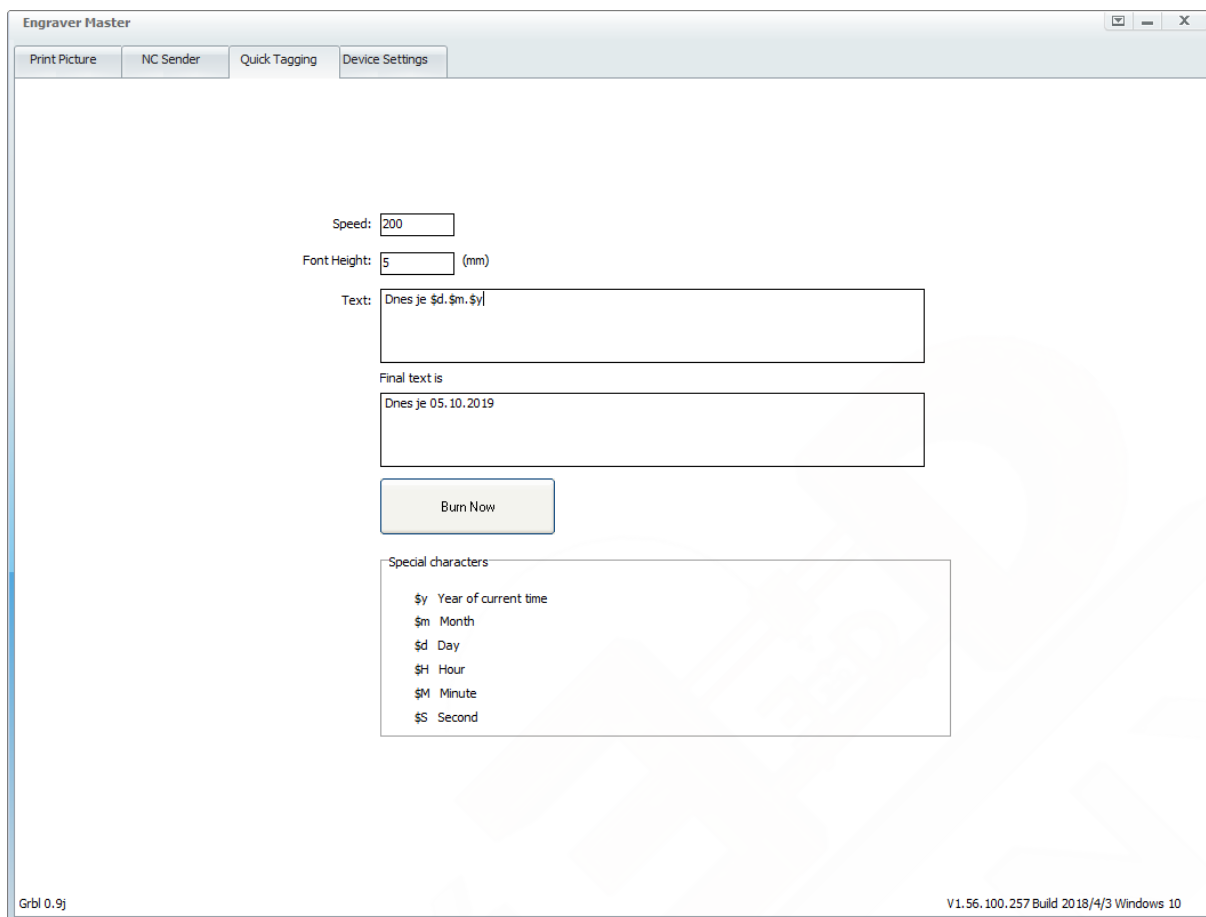 Engraver Master
Print Picture NC Sender Quick Tagging Device Settings
Speed: 200
Font Height: 5 (mm)
Text: Dnes je $d.$m.$y
Final text is
Dnes je 05.10.2019
Burn Now
Special characters
$y Year of current time
$m Month
$d Day
$H Hour
$M Minute
$S Second
Grbl 0.9j V1.56.100.257 Build 2018/4/3 Windows 10